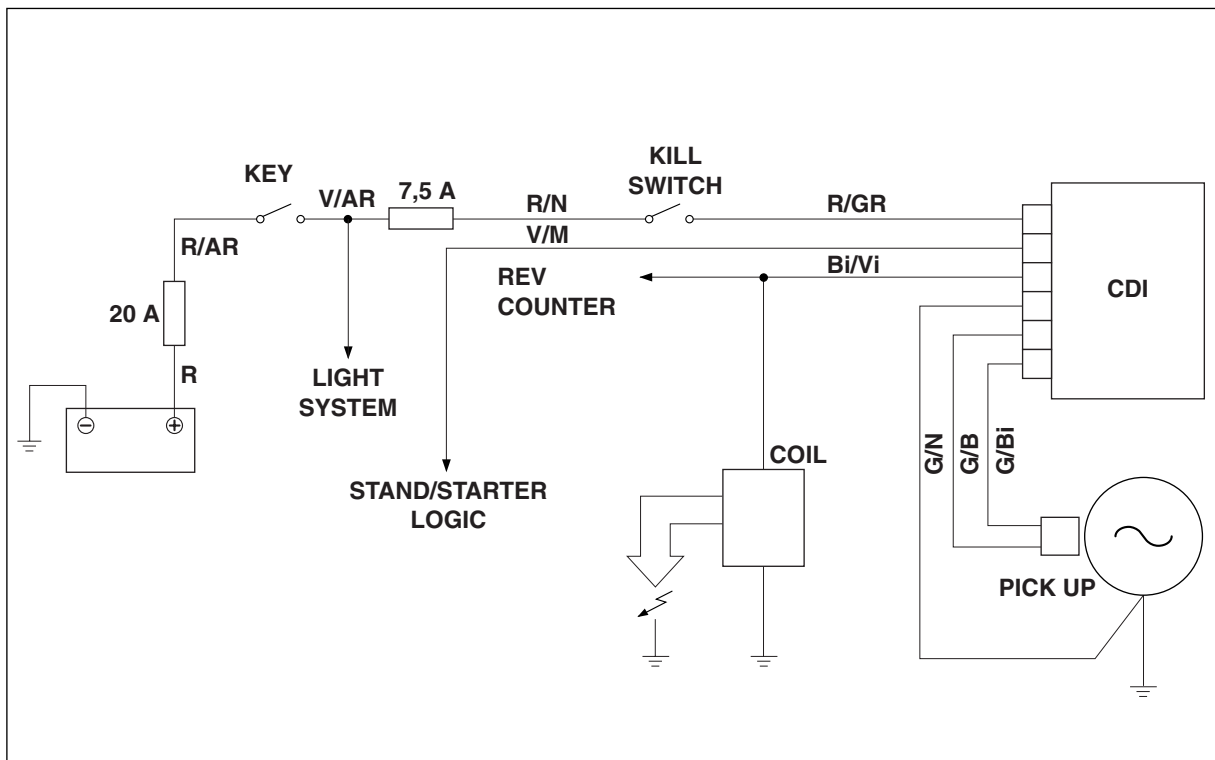 KEY
V/AR
7,5 A
R/N
KILL
SWITCH
R/GR
R/AR
V/M
Bi/Vi
REV
COUNTER
CDI
20 A
R
LIGHT
SYSTEM
G/N
G/B
G/Bi
COIL
STAND/STARTER
LOGIC
PICK UP